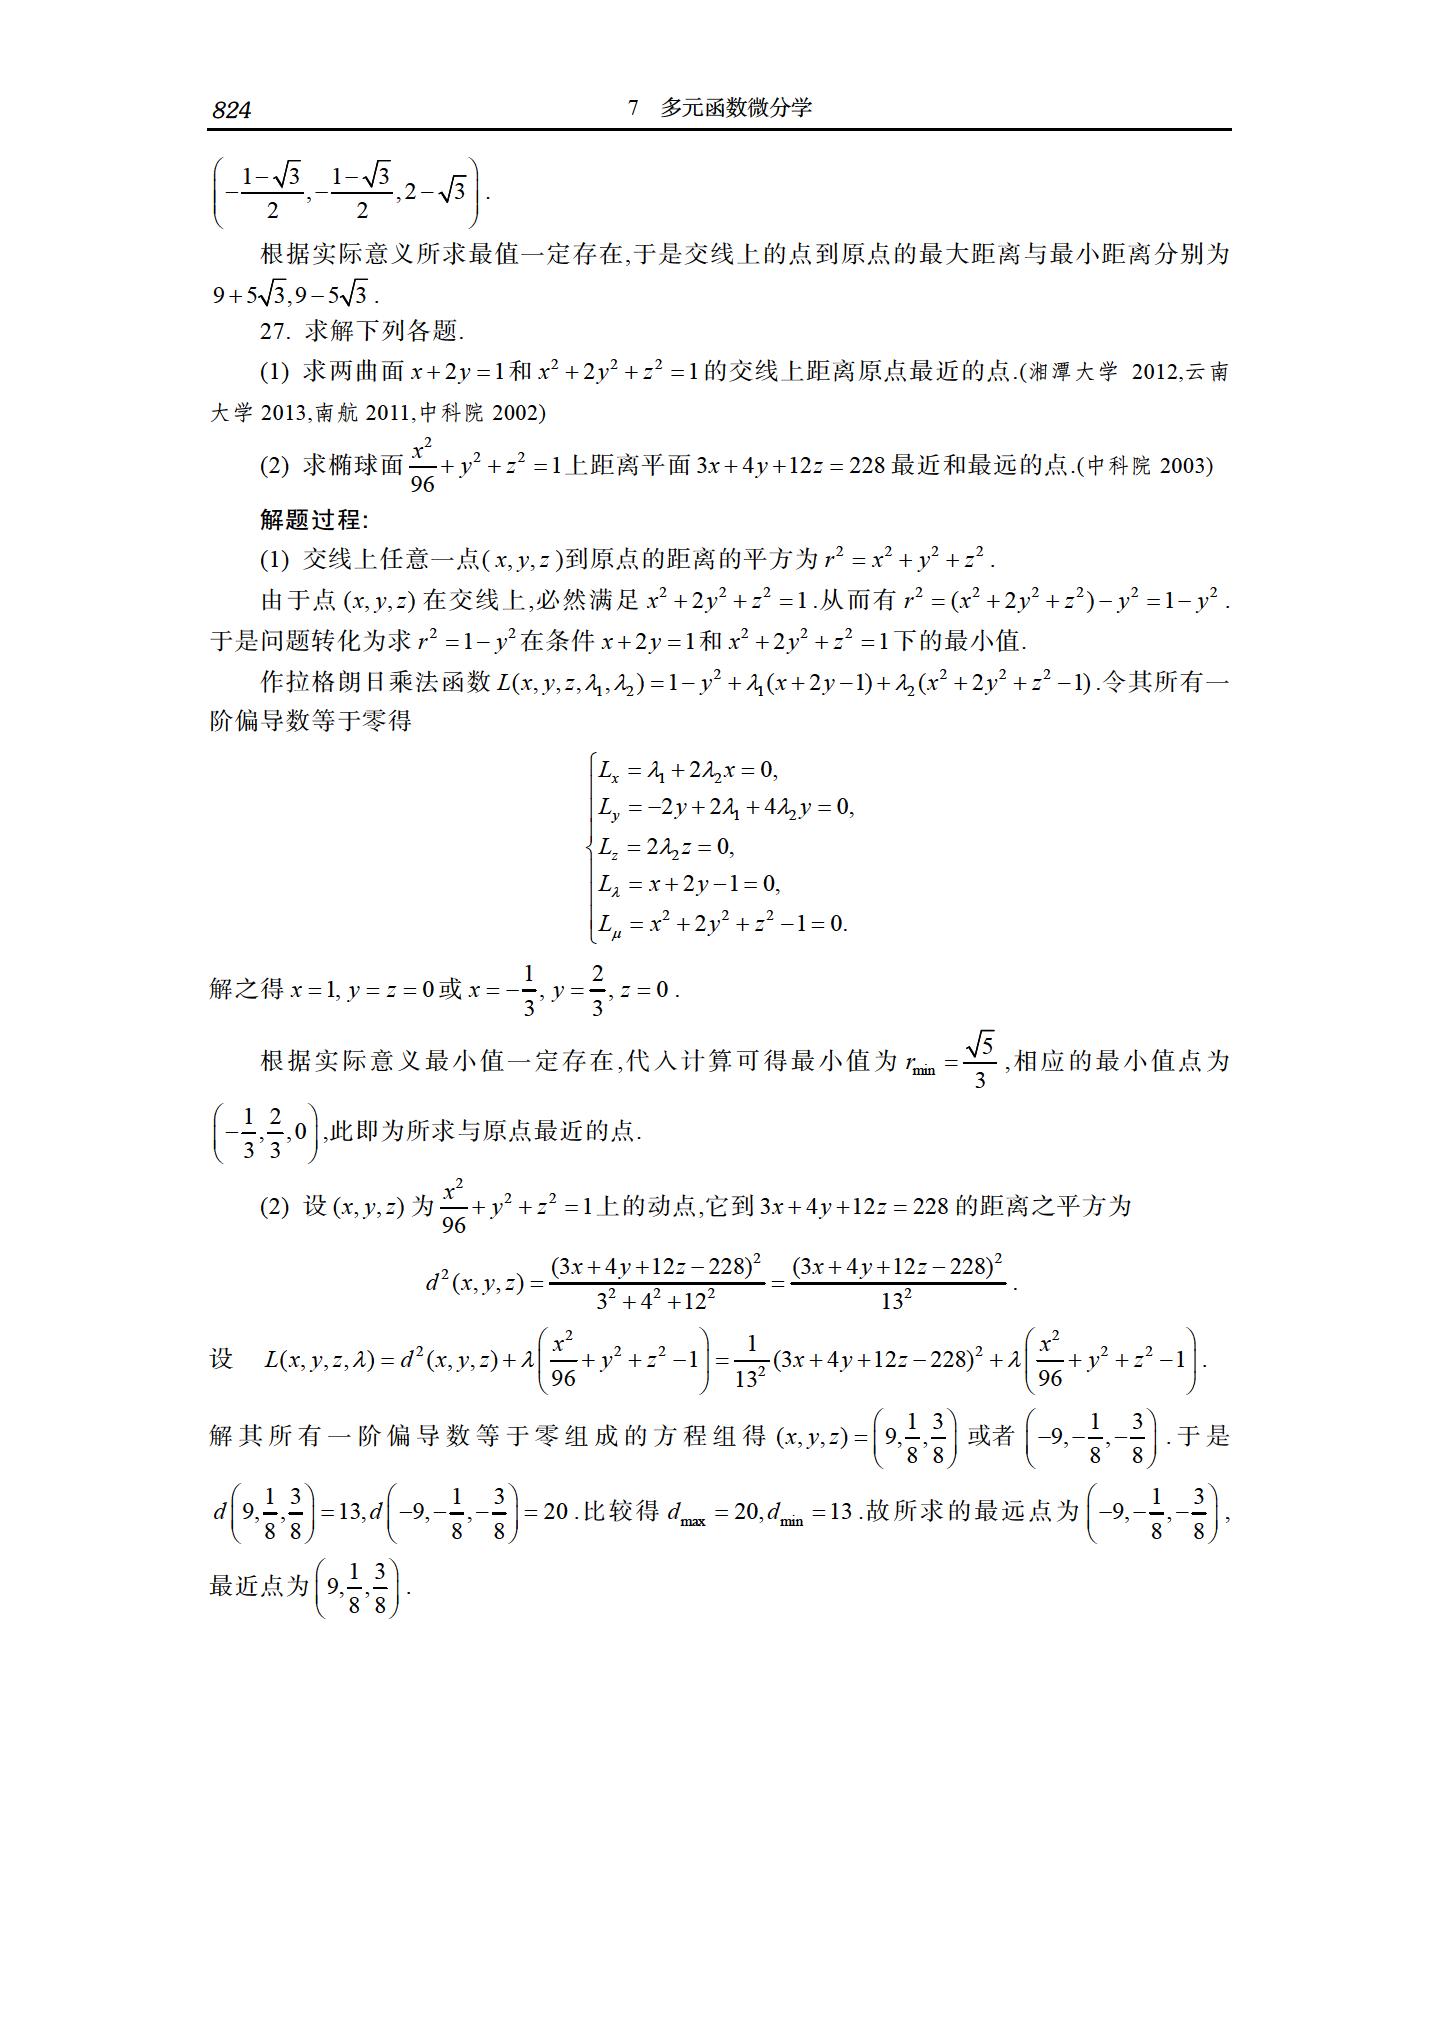 824 7 多元函数微分学
$\left(-\frac{1-\sqrt{3}}{2},-\frac{1-\sqrt{3}}{2},2-\sqrt{3}\right)$.
根据实际意义所求最值一定存在,于是交线上的点到原点的最大距离与最小距离分别为
$9+5\sqrt{3},9-5\sqrt{3}$.
27. 求解下列各题.
(1) 求两曲面 $x+2y=1$ 和 $x^2+2y^2+z^2=1$ 的交线上距离原点最近的点.(湘潭大学 2012,云南
大学 2013,南航 2011,中科院 2002)
(2) 求椭球面 $\frac{x^2}{96}+y^2+z^2=1$ 上距离平面 $3x+4y+12z=228$ 最近和最远的点.(中科院 2003)
解题过程:
(1) 交线上任意一点($x,y,z$)到原点的距离的平方为 $r^2=x^2+y^2+z^2$.
由于点 $(x,y,z)$ 在交线上,必然满足 $x^2+2y^2+z^2=1$.从而有 $r^2=(x^2+2y^2+z^2)-y^2=1-y^2$.
于是问题转化为求 $r^2=1-y^2$ 在条件 $x+2y=1$ 和 $x^2+2y^2+z^2=1$ 下的最小值.
作拉格朗日乘法函数 $L(x,y,z,\lambda_1,\lambda_2)=1-y^2+\lambda_1(x+2y-1)+\lambda_2(x^2+2y^2+z^2-1)$.令其所有一
阶偏导数等于零得
$L_x=\lambda_1+2\lambda_2x=0,$
$L_y=-2y+2\lambda_1+4\lambda_2y=0,$
$L_z=2\lambda_2z=0,$
$L_\lambda=x+2y-1=0,$
$L_\mu=x^2+2y^2+z^2-1=0.$
解之得 $x=1,y=z=0$ 或 $x=-\frac{1}{3},y=\frac{2}{3},z=0$.
根据实际意义最小值一定存在,代入计算可得最小值为 $r_{\min}=\frac{\sqrt{5}}{3}$,相应的最小值点为
$\left(-\frac{1}{3},\frac{2}{3},0\right)$,此即为所求与原点最近的点.
(2) 设 $(x,y,z)$ 为 $\frac{x^2}{96}+y^2+z^2=1$ 上的动点,它到 $3x+4y+12z=228$ 的距离之平方为
$d^2(x,y,z)=\frac{(3x+4y+12z-228)^2}{3^2+4^2+12^2}=\frac{(3x+4y+12z-228)^2}{13^2}$.
设 $L(x,y,z,\lambda)=d^2(x,y,z)+\lambda\left(\frac{x^2}{96}+y^2+z^2-1\right)=\frac{1}{13^2}(3x+4y+12z-228)^2+\lambda\left(\frac{x^2}{96}+y^2+z^2-1\right)$.
解其所有一阶偏导数等于零组成的方程组得 $(x,y,z)=\left(9,\frac{1}{8},\frac{3}{8}\right)$ 或者 $\left(-9,-\frac{1}{8},-\frac{3}{8}\right)$.于是
$d\left(9,\frac{1}{8},\frac{3}{8}\right)=13,d\left(-9,-\frac{1}{8},-\frac{3}{8}\right)=20$.比较得 $d_{\max}=20,d_{\min}=13$.故所求的最远点为 $\left(-9,-\frac{1}{8},-\frac{3}{8}\right)$,
最近点为 $\left(9,\frac{1}{8},\frac{3}{8}\right)$.